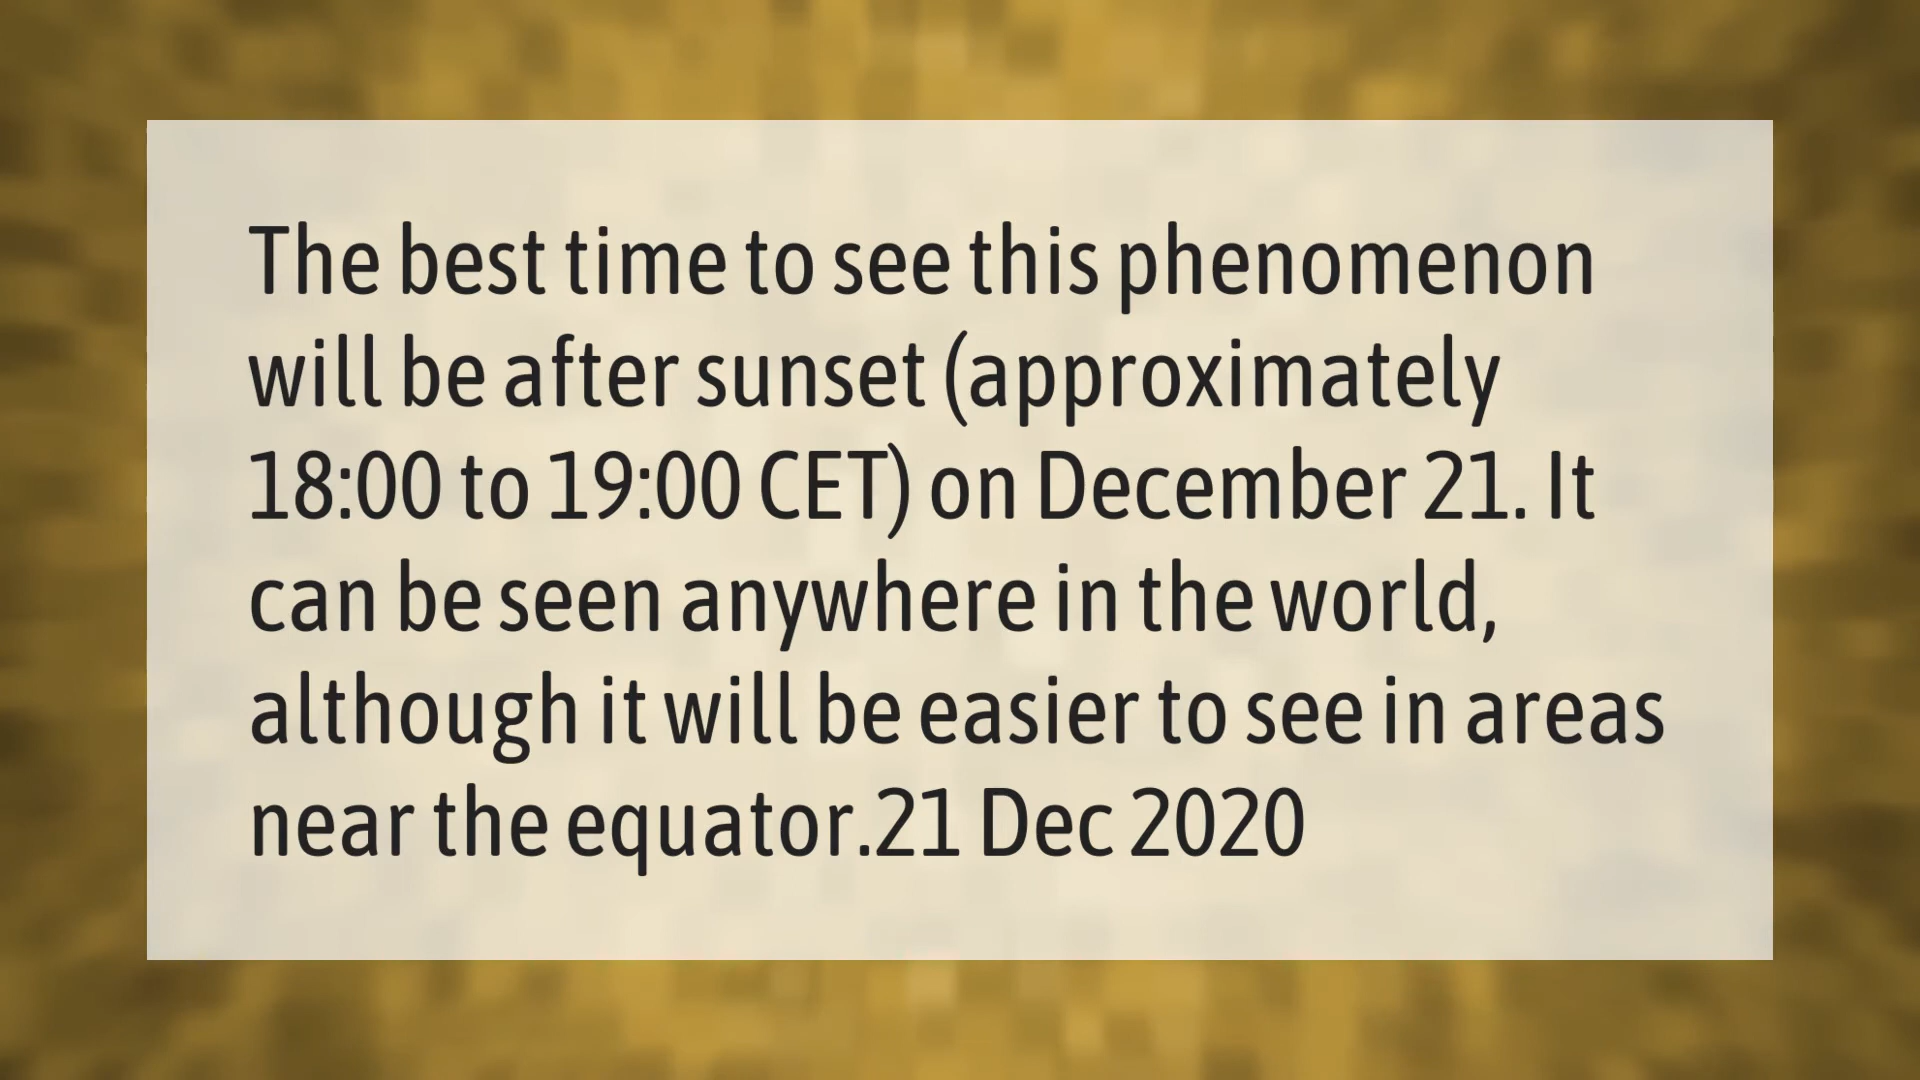 The best time to see this phenomenon
will be after sunset (approximately
18:00 to 19:00 CET) on December 21. It
can be seen anywhere in the world,
although it will be easier to see in areas
near the equator.21 Dec 2020